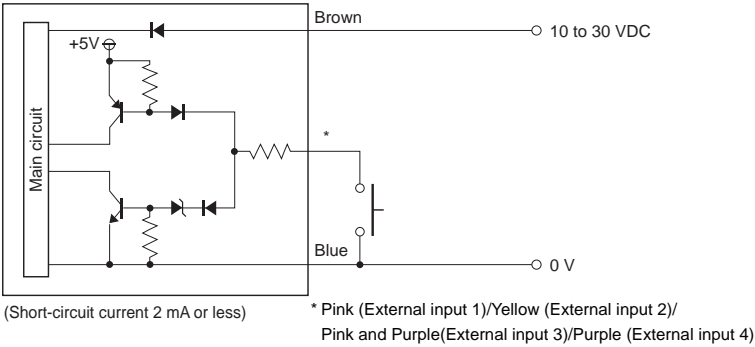 Brown
10 to 30 VDC
+5V
Main circuit
*
Blue
0 V
(Short-circuit current 2 mA or less)
* Pink (External input 1)/Yellow (External input 2)/
Pink and Purple(External input 3)/Purple (External input 4)